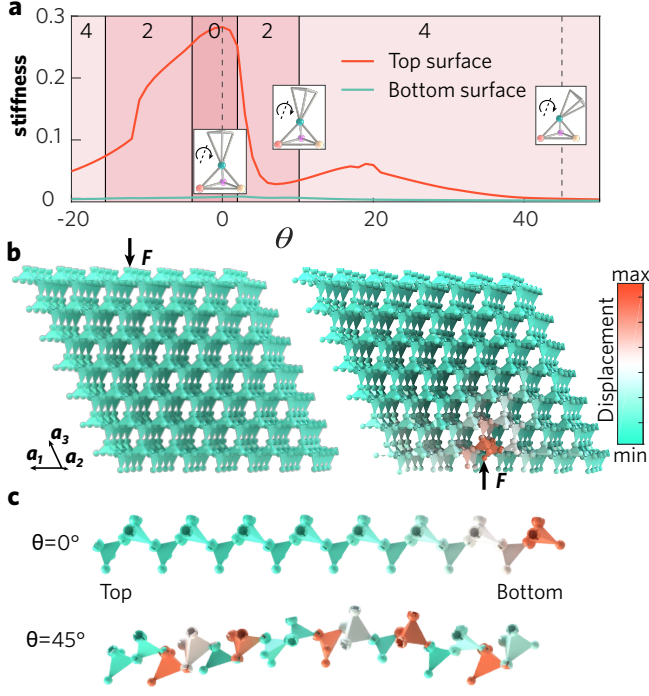 a
0.3
0.2
0.1
0
stiffness
4 2 0 2 4
Top surface
Bottom surface
-20 0 20 40
θ
b
F
F
a3
a1
a2
max
Displacement
min
c
θ=0°
Top
Bottom
θ=45°